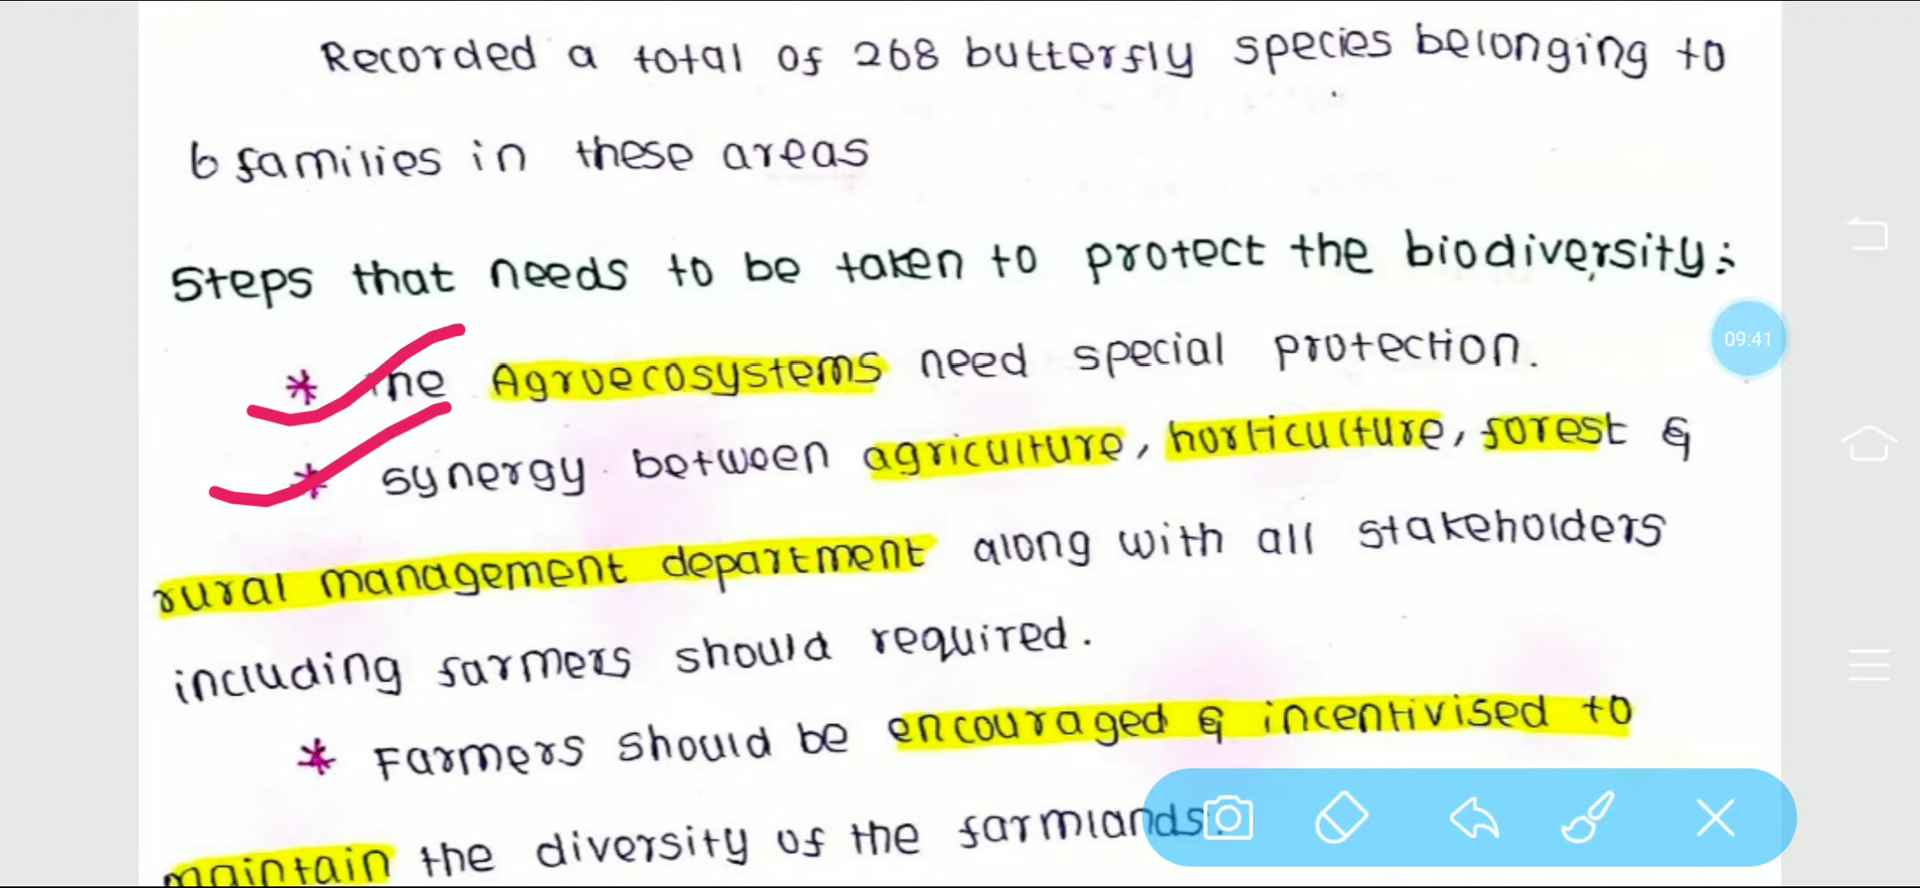 Recorded a total of 268 butterfly species belonging to
6 families in these areas
Steps that needs to be taken to protect the biodiversity:
* The Agroecosystems need special protection.
09:41
* synergy between agriculture, horticulture, forest &
rural management department along with all stakeholders
including farmers should required.
* Farmers should be encouraged & incentivised to
maintain the diversity of the farmlands.